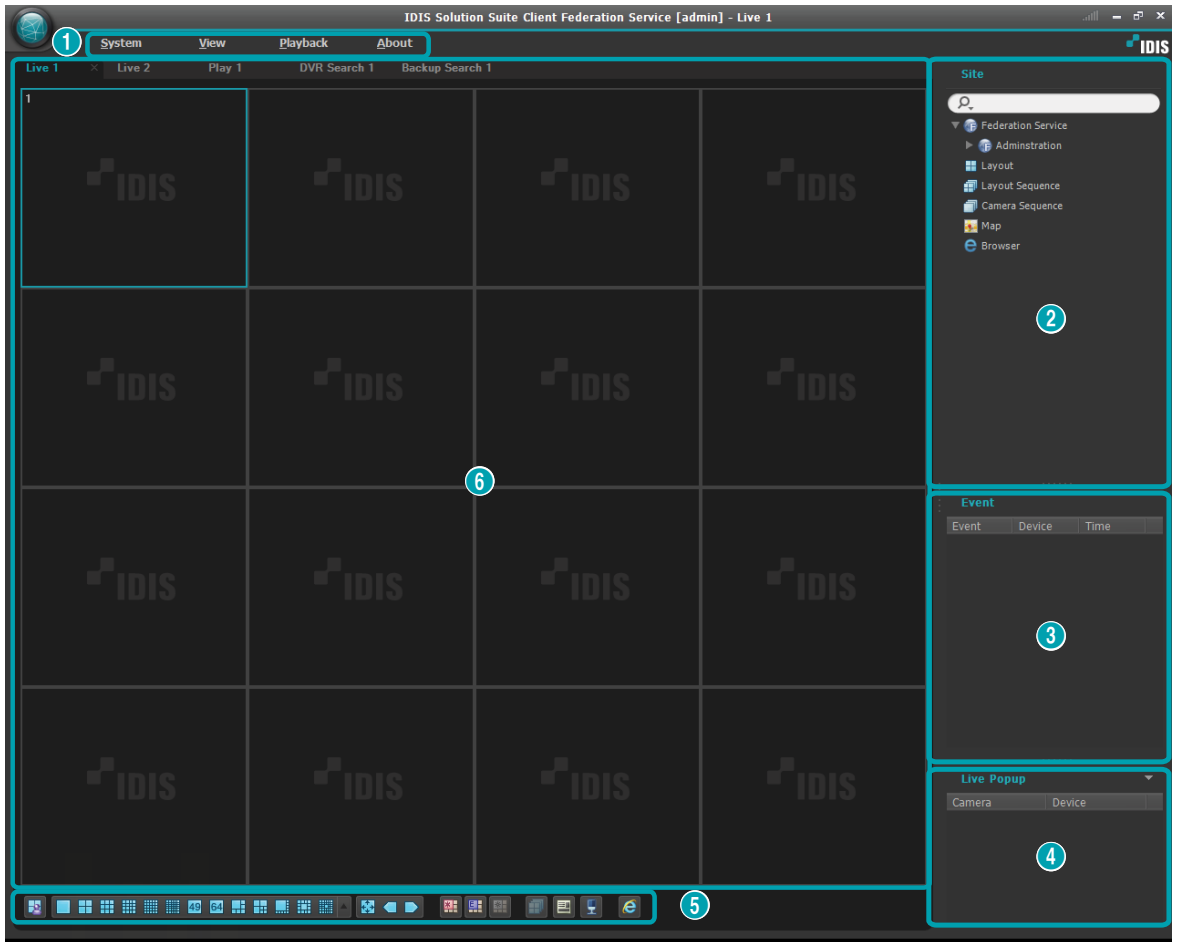 IDIS Solution Suite Client Federation Service [admin] - Live 1
1 System View Playback About
IDIS
Live 1 × Live 2 Play 1 DVR Search 1 Backup Search 1
Site
1
Federation Service
Adminstration
Layout
Layout Sequence
Camera Sequence
Map
Browser
IDIS IDIS IDIS IDIS
2
IDIS IDIS IDIS IDIS
6
Event
Event Device Time
IDIS IDIS IDIS IDIS
3
Live Popup
Camera Device
IDIS IDIS IDIS IDIS
4
49 64
5